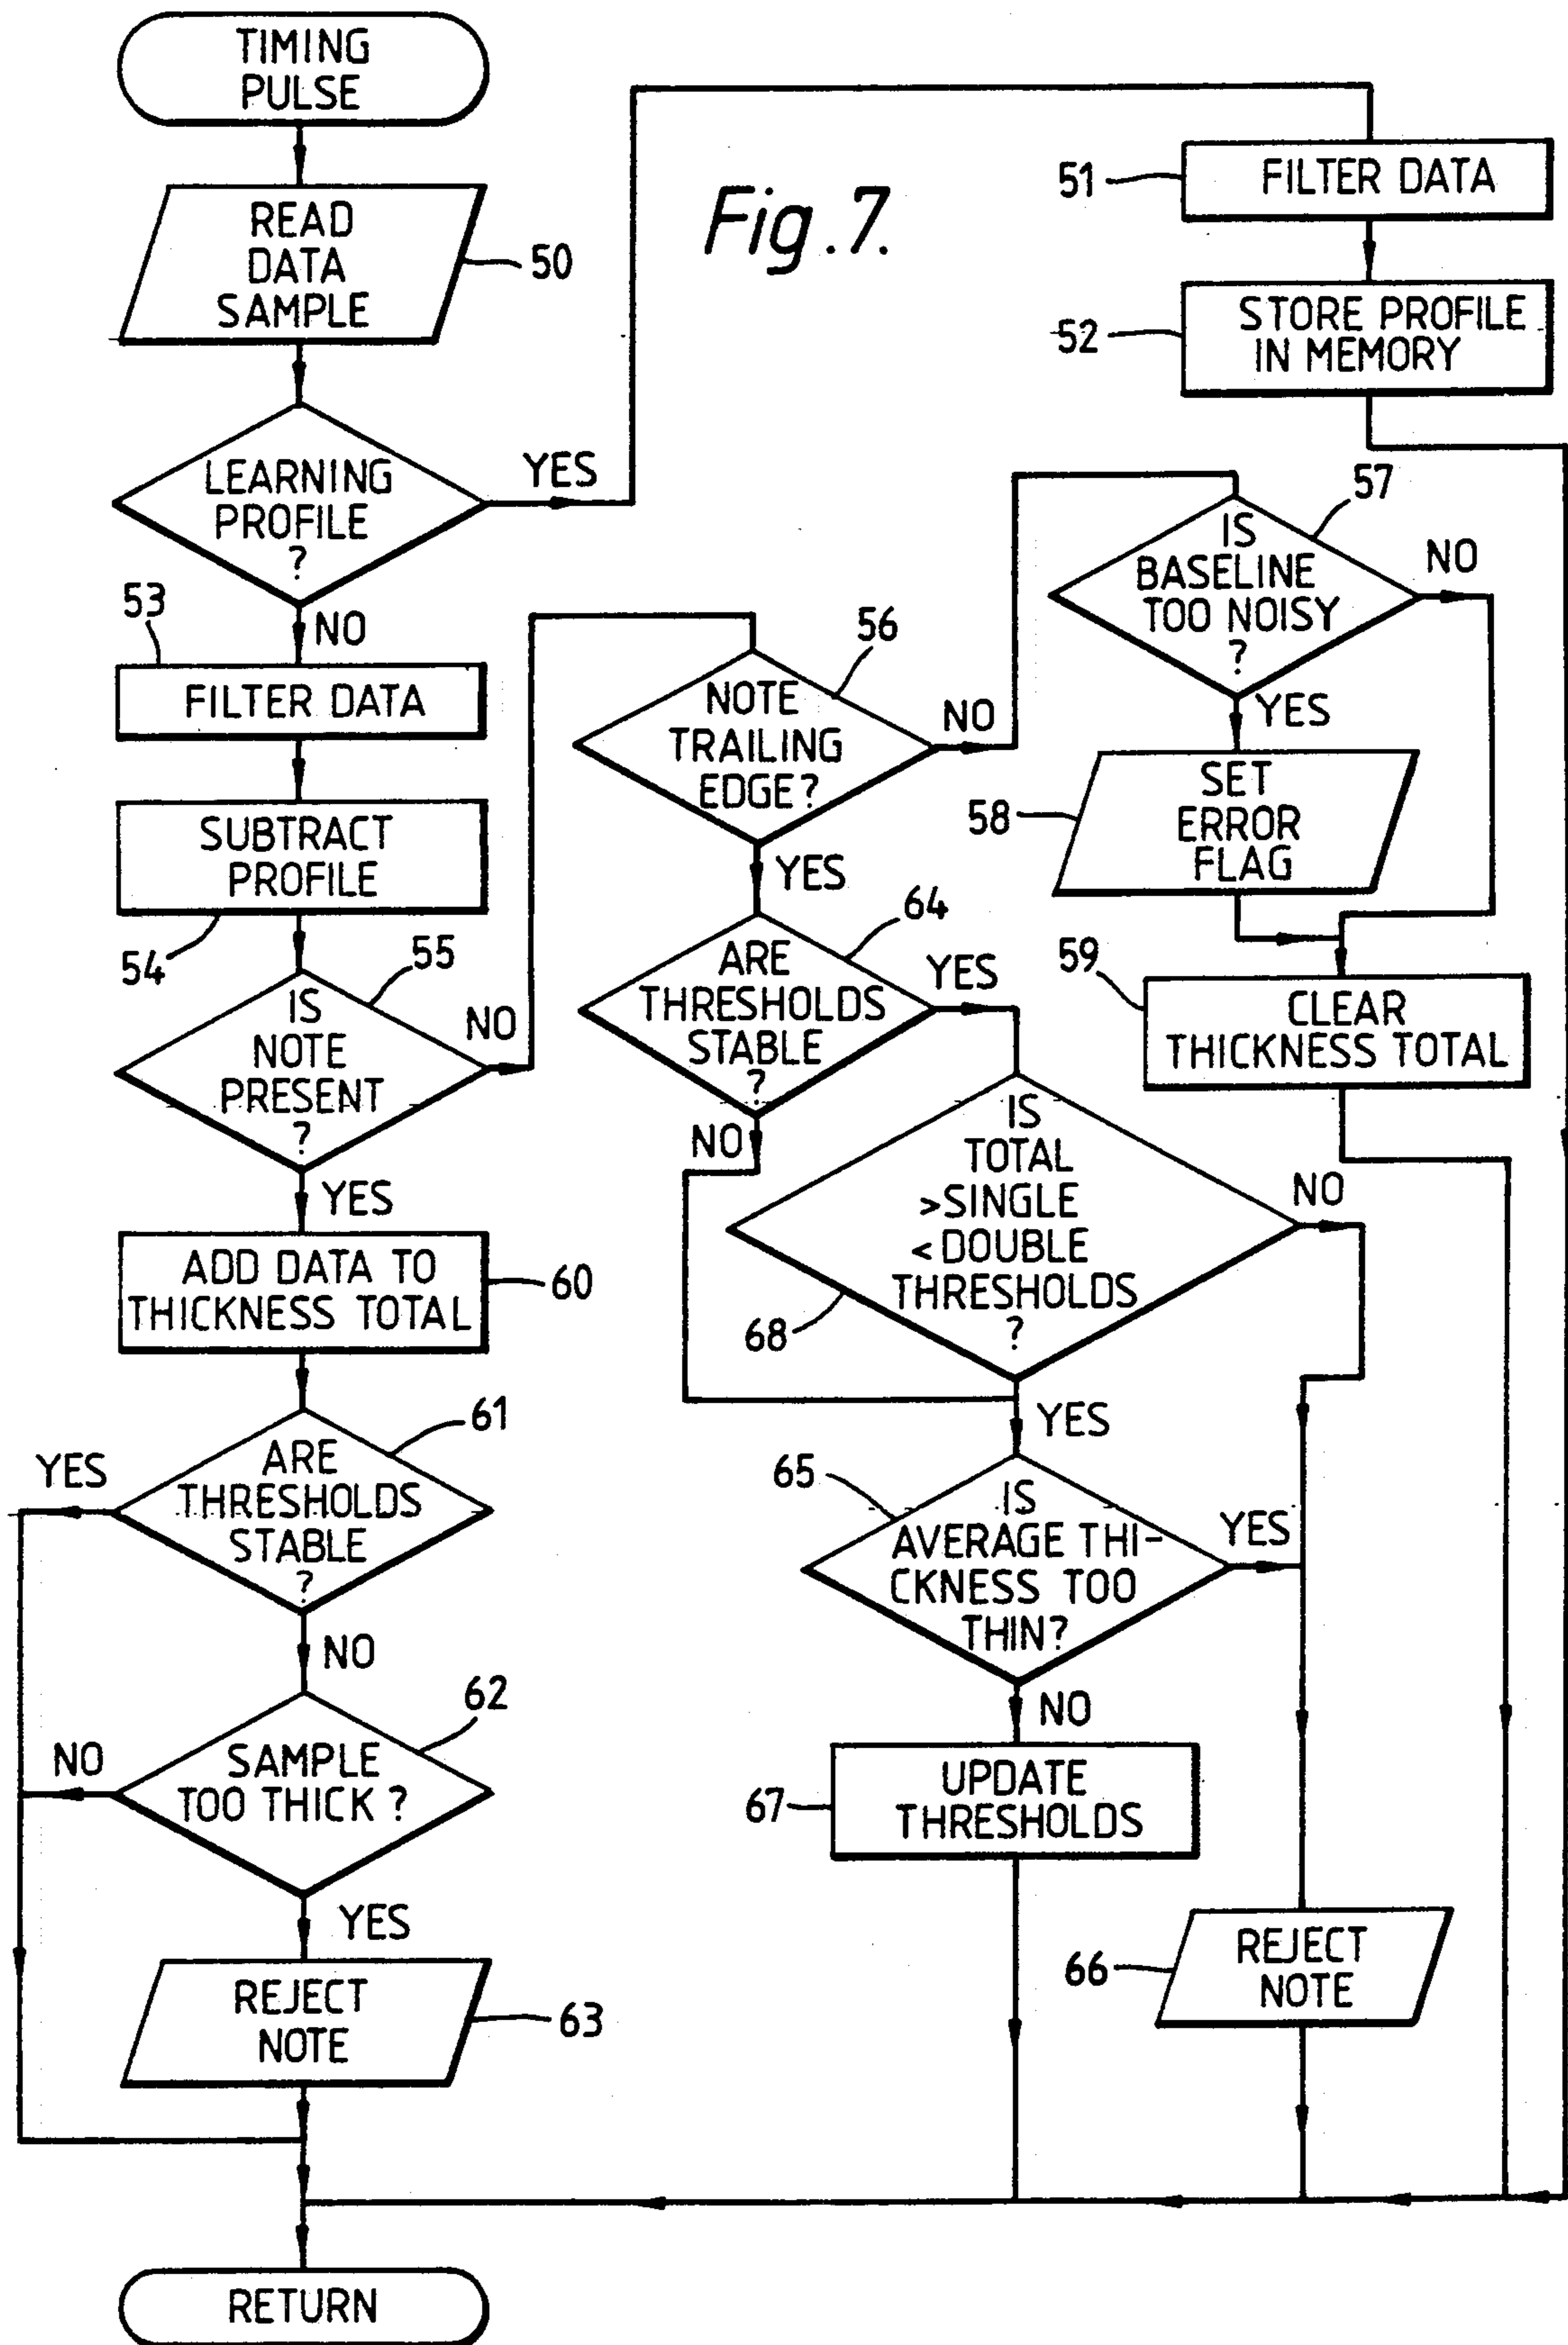 TIMING
PULSE
READ
DATA
SAMPLE
50
LEARNING
PROFILE
?
YES
NO
Fig.7.
51
FILTER DATA
52
STORE PROFILE
IN MEMORY
53
FILTER DATA
SUBTRACT
PROFILE
54
55
IS
NOTE
PRESENT
?
NO
YES
56
NOTE
TRAILING
EDGE?
NO
YES
57
IS
BASELINE
TOO NOISY
?
NO
YES
58
SET
ERROR
FLAG
59
CLEAR
THICKNESS TOTAL
ADD DATA TO
THICKNESS TOTAL
60
61
ARE
THRESHOLDS
STABLE
?
YES
NO
62
SAMPLE
TOO THICK?
NO
YES
REJECT
NOTE
63
64
ARE
THRESHOLDS
STABLE
?
YES
NO
IS
TOTAL
>SINGLE
<DOUBLE
THRESHOLDS
?
68
NO
YES
65
IS
AVERAGE THI-
CKNESS TOO
THIN?
YES
NO
67
UPDATE
THRESHOLDS
66
REJECT
NOTE
RETURN